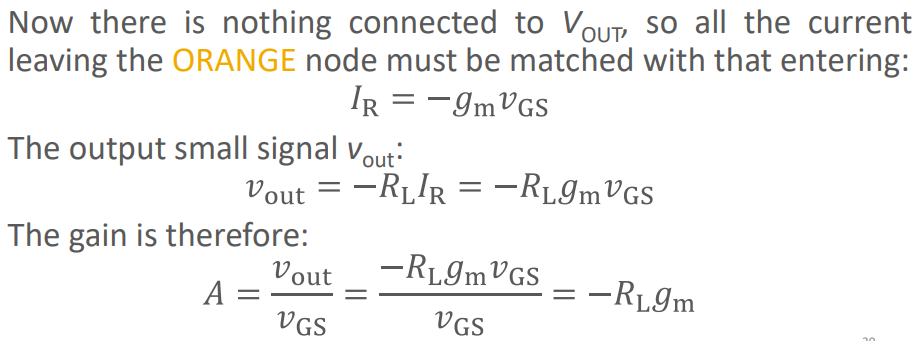 Now there is nothing connected to V_OUT, so all the current
leaving the ORANGE node must be matched with that entering:
I_R = −g_m v_GS
The output small signal v_out:
v_out = −R_L I_R = −R_L g_m v_GS
The gain is therefore:
A = v_out / v_GS = −R_L g_m v_GS / v_GS = −R_L g_m